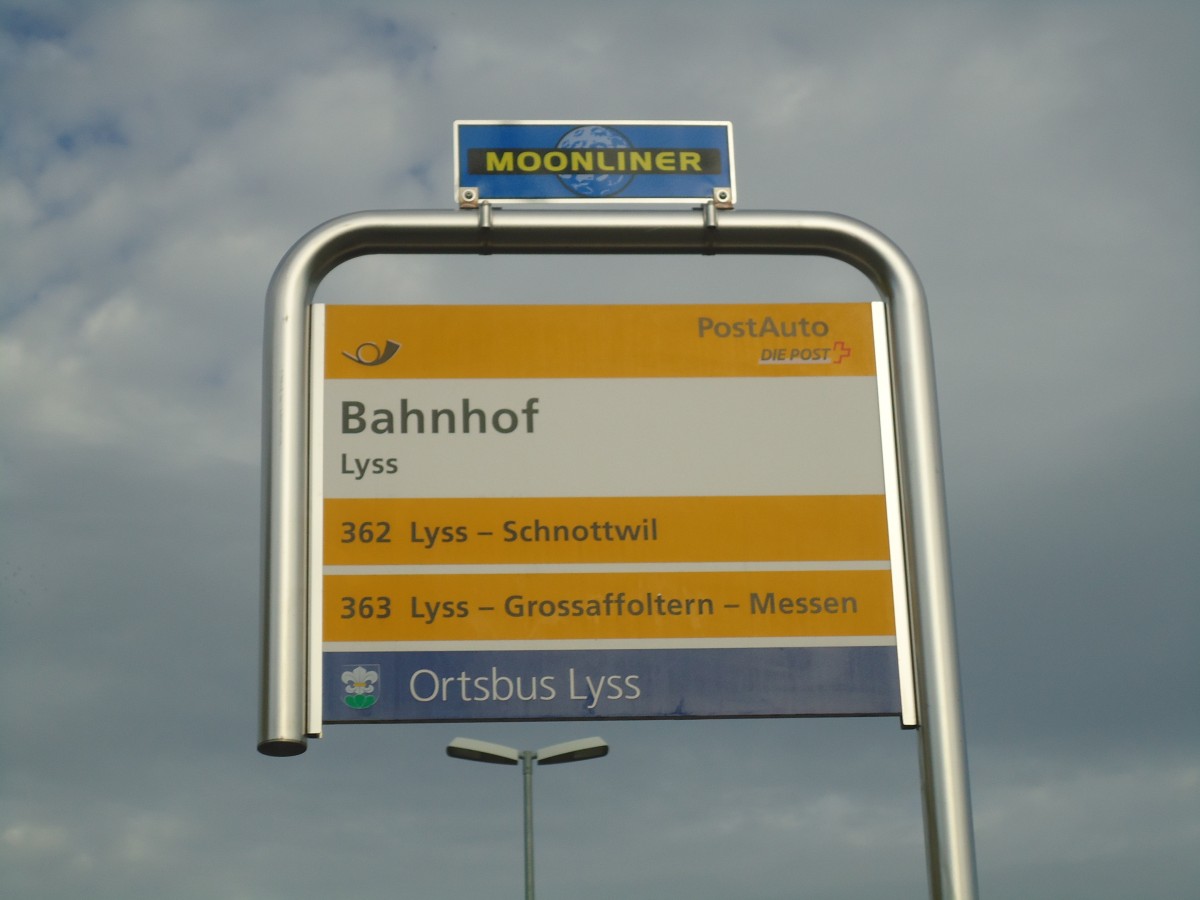 MOONLINER
PostAuto
DIE POST
Bahnhof
Lyss
362 Lyss – Schnottwil
363 Lyss – Grossaffoltern – Messen
Ortsbus Lyss